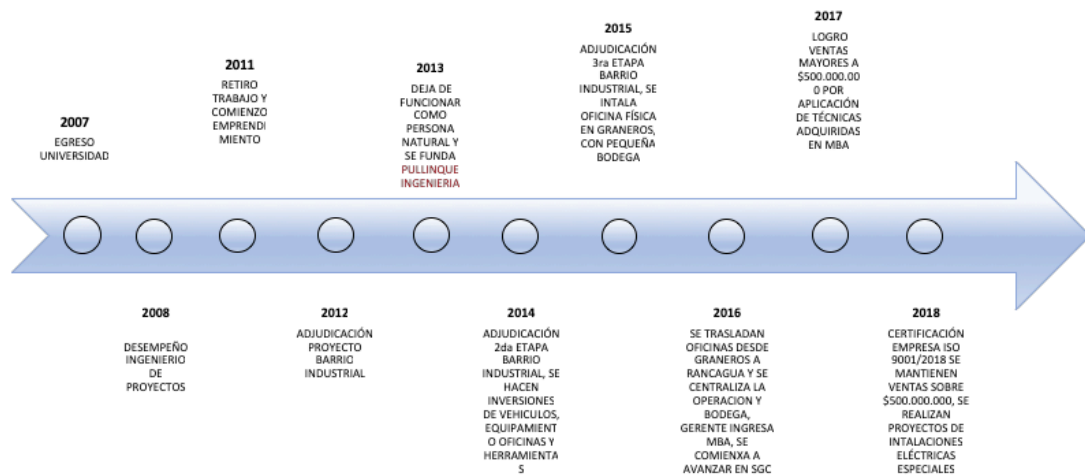 2007
EGRESO
UNIVERSIDAD
2008
DESEMPEÑO
INGENIERIO
DE
PROYECTOS
2011
RETIRO
TRABAJO Y
COMIENZO
EMPRENDI
MIENTO
2012
ADJUDICACIÓN
PROYECTO
BARRIO
INDUSTRIAL
2013
DEJA DE
FUNCIONAR
COMO
PERSONA
NATURAL Y
SE FUNDA
PULLINQUE
INGENIERIA
2014
ADJUDICACIÓN
2da ETAPA
BARRIO
INDUSTRIAL, SE
HACEN
INVERSIONES
DE VEHICULOS,
EQUIPAMIENT
O OFICINAS Y
HERRAMIENTA
S
2015
ADJUDICACIÓN
3ra ETAPA
BARRIO
INDUSTRIAL, SE
INTALA
OFICINA FÍSICA
EN GRANEROS,
CON PEQUEÑA
BODEGA
2016
SE TRASLADAN
OFICINAS DESDE
GRANEROS A
RANCAGUA Y SE
CENTRALIZA LA
OPERACION Y
BODEGA,
GERENTE INGRESA
MBA, SE
COMIENXA A
AVANZAR EN SGC
2017
LOGRO
VENTAS
MAYORES A
$500.000.00
0 POR
APLICACIÓN
DE TÉCNICAS
ADQUIRIDAS
EN MBA
2018
CERTIFICACIÓN
EMPRESA ISO
9001/2018 SE
MANTIENEN
VENTAS SOBRE
$500.000.000, SE
REALIZAN
PROYECTOS DE
INTALACIONES
ELÉCTRICAS
ESPECIALES